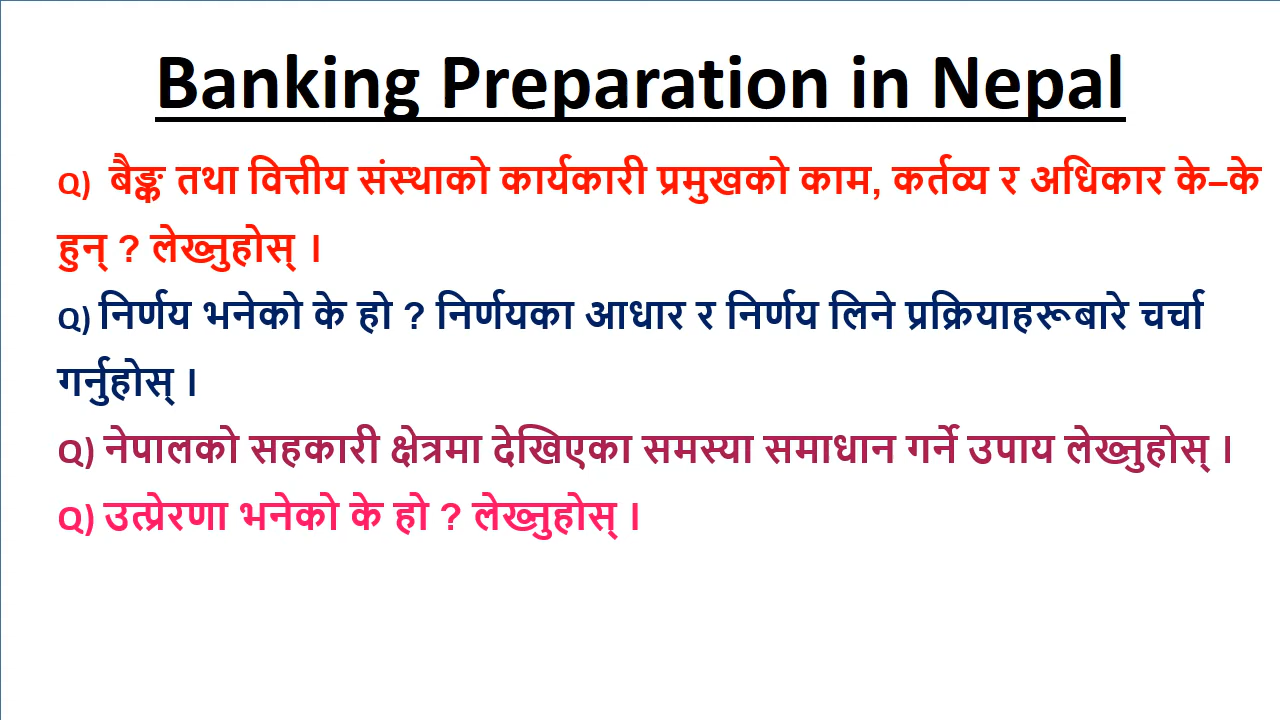 Banking Preparation in Nepal
Q) बैङ्क तथा वित्तीय संस्थाको कार्यकारी प्रमुखको काम, कर्तव्य र अधिकार के–के
हुन् ? लेख्नुहोस् ।
Q) निर्णय भनेको के हो ? निर्णयका आधार र निर्णय लिने प्रक्रियाहरूबारे चर्चा
गर्नुहोस् ।
Q) नेपालको सहकारी क्षेत्रमा देखिएका समस्या समाधान गर्ने उपाय लेख्नुहोस् ।
Q) उत्प्रेरणा भनेको के हो ? लेख्नुहोस् ।